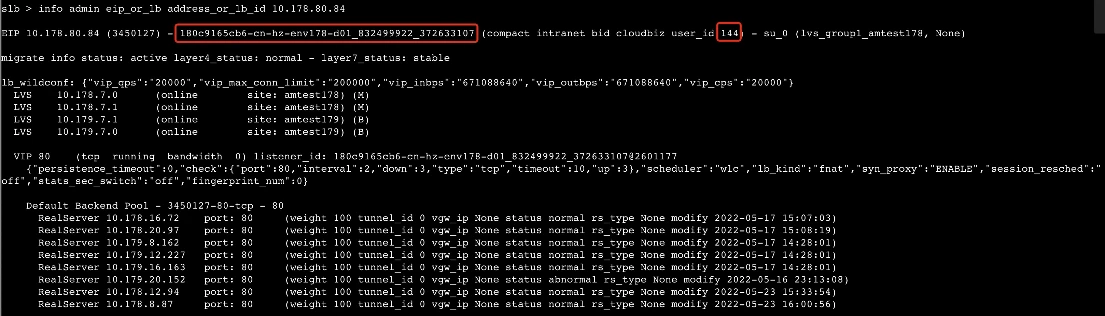 slb > info admin eip_or_lb address_or_lb_id 10.178.80.84
EIP 10.178.80.84 (3450127) - 180c9165cb6-cn-hz-env178-d01_832499922_372633107 (compact intranet bid cloudbiz user_id 144) - su_0 (lvs_group1_amtest178, None)
migrate info status: active layer4_status: normal - layer7_status: stable
lb_wildconf: {"vip_qps":"20000","vip_max_conn_limit":"200000","vip_inbps":"671088640","vip_outbps":"671088640","vip_cps":"20000"}
LVS 10.178.7.0 (online site: amtest178) (M)
LVS 10.178.7.1 (online site: amtest178) (M)
LVS 10.179.7.1 (online site: amtest179) (B)
LVS 10.179.7.0 (online site: amtest179) (B)
VIP 80 (tcp running bandwidth 0) listener_id: 180c9165cb6-cn-hz-env178-d01_832499922_372633107@2601177
{"persistence_timeout":0,"check":{"port":80,"interval":2,"down":3,"type":"tcp","timeout":10,"up":3},"scheduler":"wlc","lb_kind":"fnat","syn_proxy":"ENABLE","session_resched":"
off","stats_sec_switch":"off","fingerprint_num":0}
Default Backend Pool - 3450127-80-tcp - 80
RealServer 10.178.16.72 port: 80 (weight 100 tunnel_id 0 vgw_ip None status normal rs_type None modify 2022-05-17 15:07:03)
RealServer 10.178.20.97 port: 80 (weight 100 tunnel_id 0 vgw_ip None status normal rs_type None modify 2022-05-17 15:08:19)
RealServer 10.179.8.162 port: 80 (weight 100 tunnel_id 0 vgw_ip None status normal rs_type None modify 2022-05-17 14:28:01)
RealServer 10.179.12.227 port: 80 (weight 100 tunnel_id 0 vgw_ip None status normal rs_type None modify 2022-05-17 14:28:01)
RealServer 10.179.16.163 port: 80 (weight 100 tunnel_id 0 vgw_ip None status normal rs_type None modify 2022-05-17 14:28:01)
RealServer 10.179.20.152 port: 80 (weight 100 tunnel_id 0 vgw_ip None status abnormal rs_type None modify 2022-05-16 23:13:08)
RealServer 10.178.12.94 port: 80 (weight 100 tunnel_id 0 vgw_ip None status normal rs_type None modify 2022-05-23 15:33:54)
RealServer 10.178.8.87 port: 80 (weight 100 tunnel_id 0 vgw_ip None status normal rs_type None modify 2022-05-23 16:00:56)